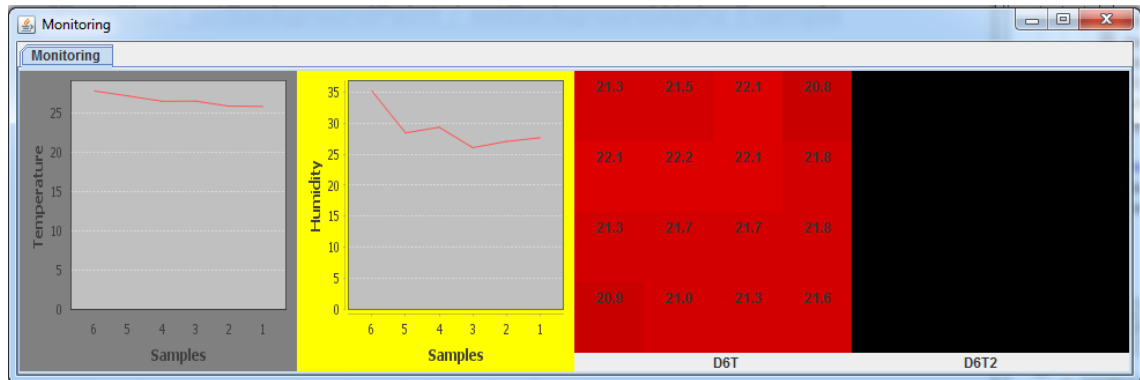 Monitoring
Monitoring
Temperature
25
20
15
10
5
0
6 5 4 3 2 1
Samples
Humidity
35
30
25
20
15
10
5
0
6 5 4 3 2 1
Samples
21.3 21.5 22.1 20.8
22.1 22.2 22.1 21.8
21.3 21.7 21.7 21.8
20.9 21.0 21.3 21.6
D6T
D6T2